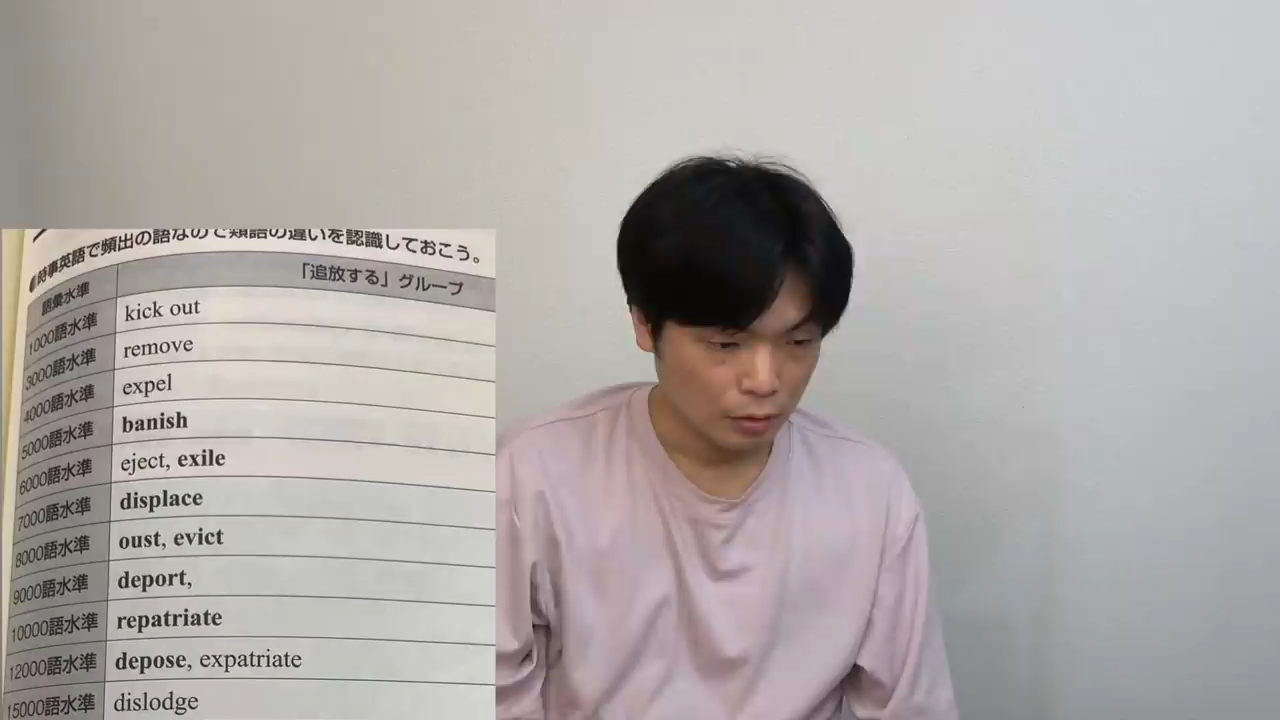 時事英語で頻出の語なので類語の違いを認識しておこう。
語彙水準 「追放する」グループ
1000語水準 kick out
3000語水準 remove
4000語水準 expel
5000語水準 banish
6000語水準 eject, exile
7000語水準 displace
8000語水準 oust, evict
9000語水準 deport,
10000語水準 repatriate
12000語水準 depose, expatriate
15000語水準 dislodge